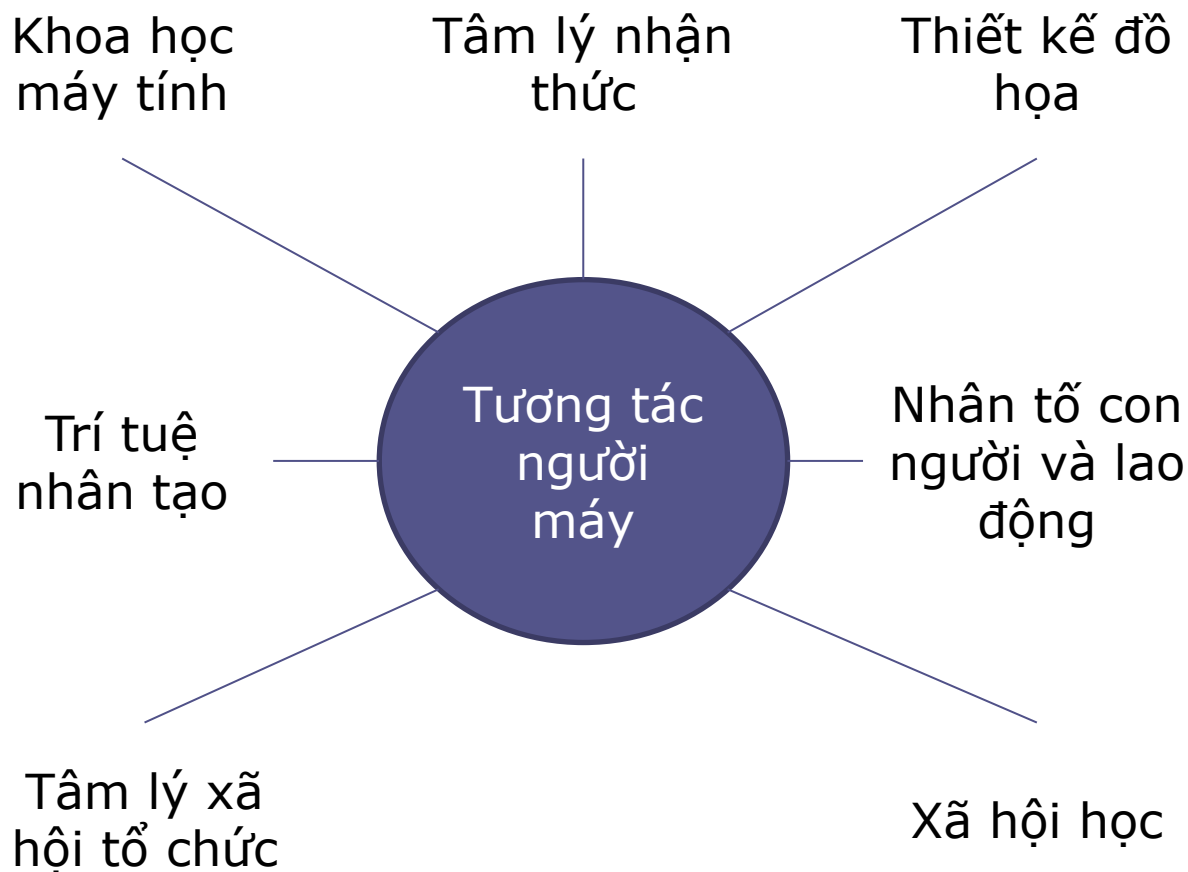 Khoa học
máy tính
Tâm lý nhận
thức
Thiết kế đồ
họa
Trí tuệ
nhân tạo
Tương tác
người
máy
Nhân tố con
người và lao
động
Tâm lý xã
hội tổ chức
Xã hội học